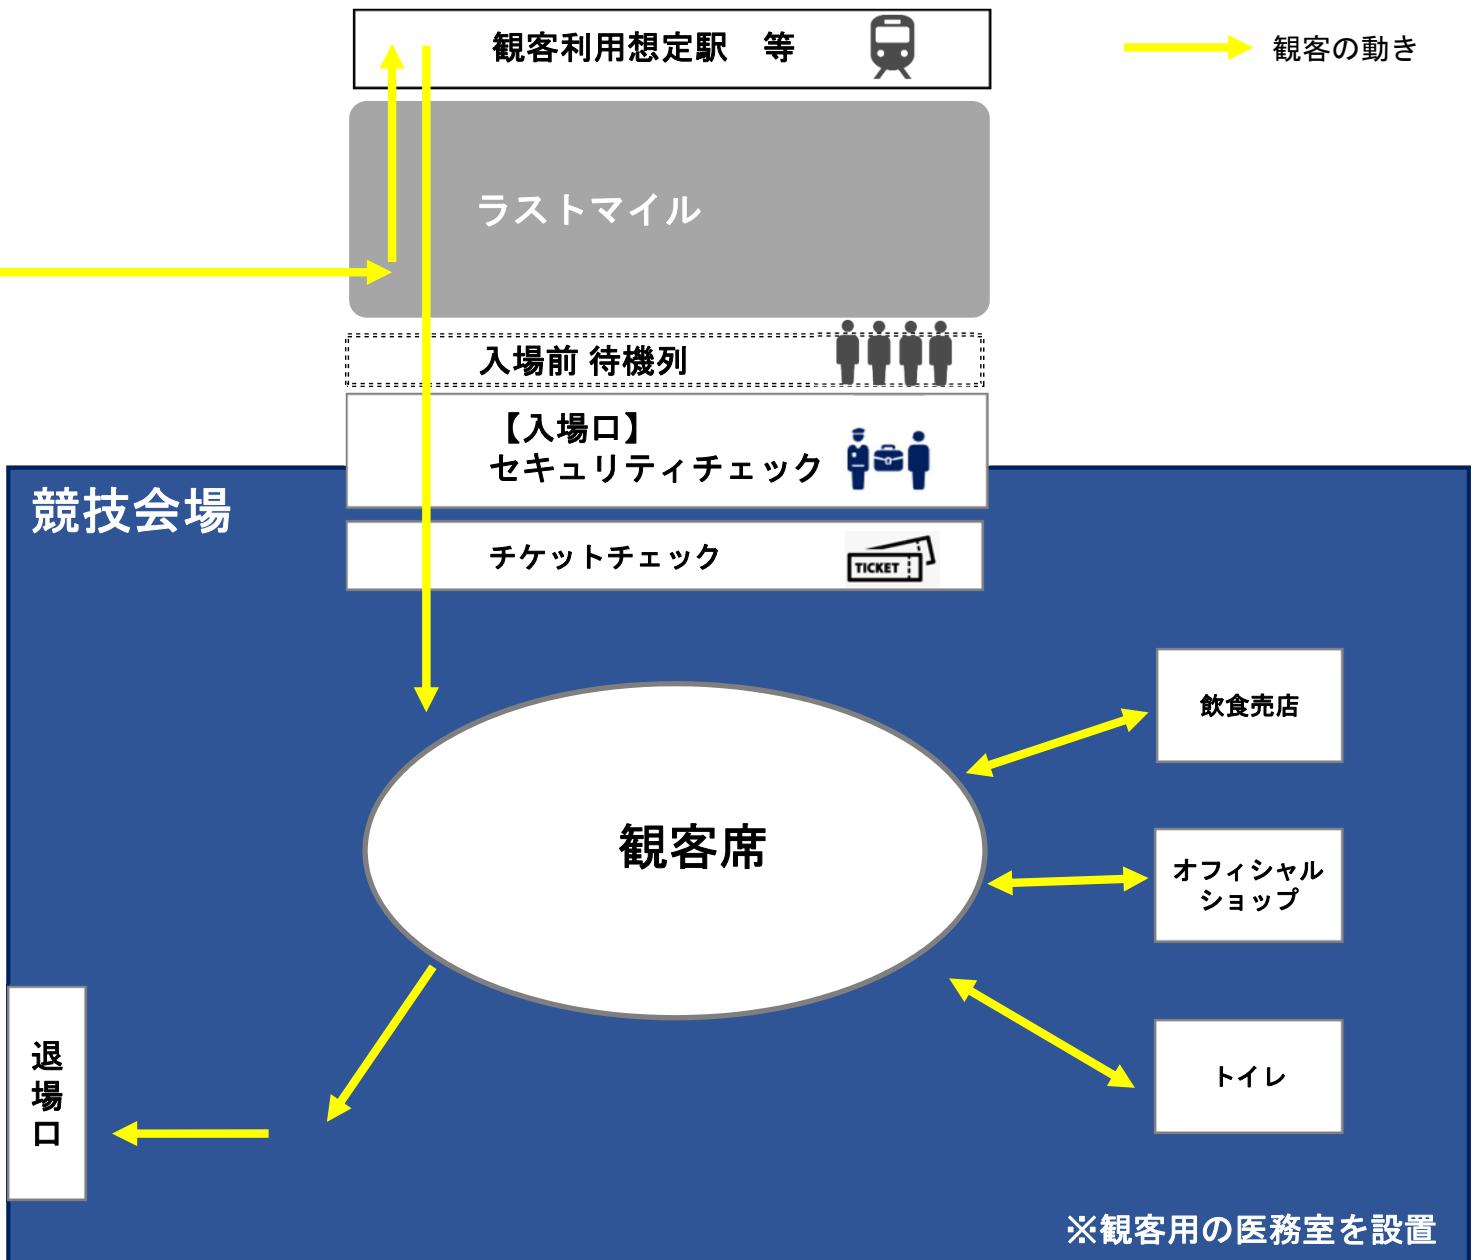 観客利用想定駅　等
観客の動き
ラストマイル
入場前 待機列
【入場口】
セキュリティチェック
競技会場
チケットチェック
TICKET
飲食売店
観客席
オフィシャル
ショップ
退場口
トイレ
※観客用の医務室を設置